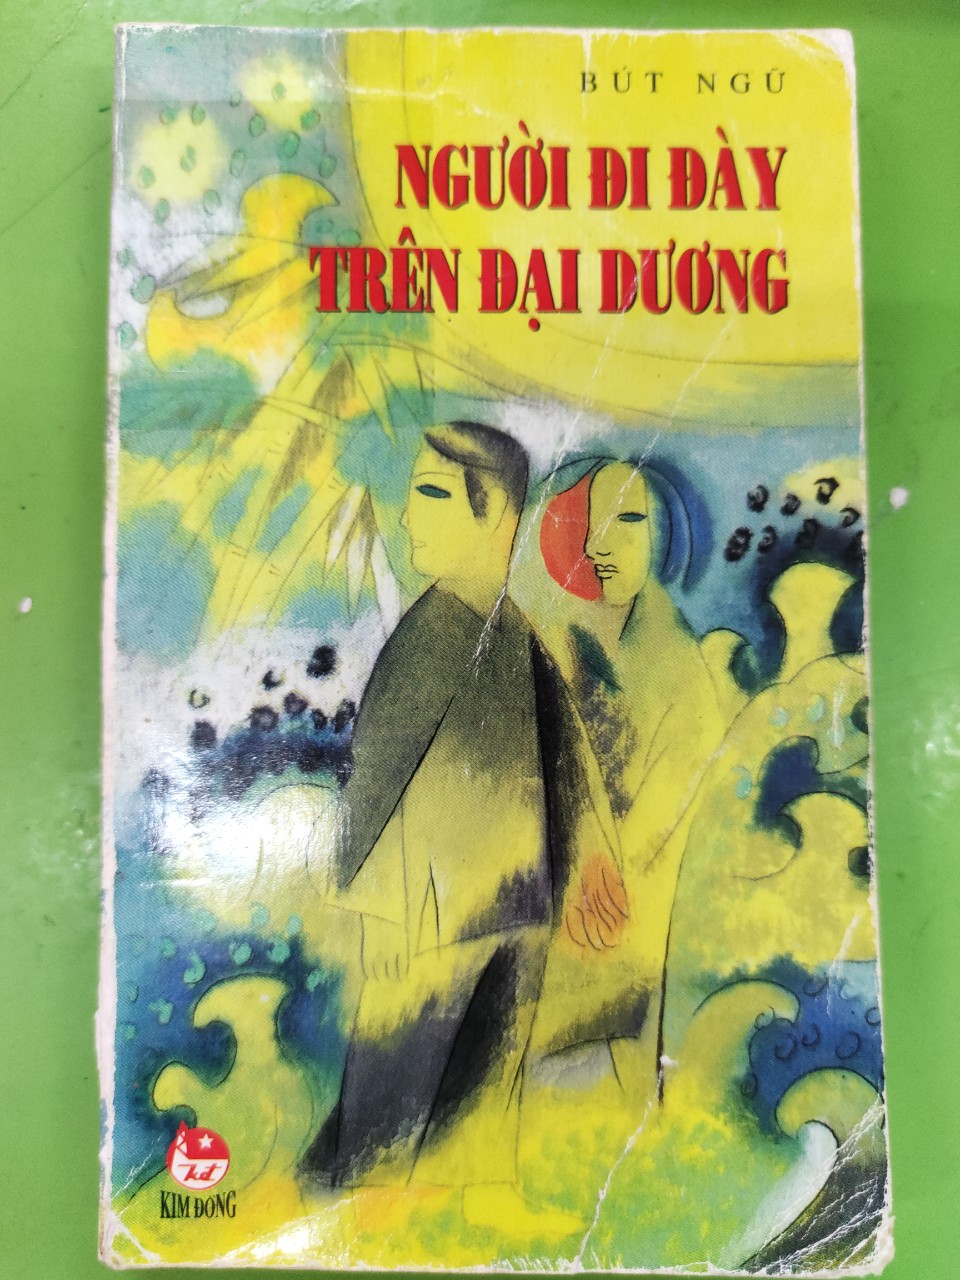 BÚT NGỮ
NGƯỜI ĐI ĐÀY
TRÊN ĐẠI DƯƠNG
KIM ĐỒNG